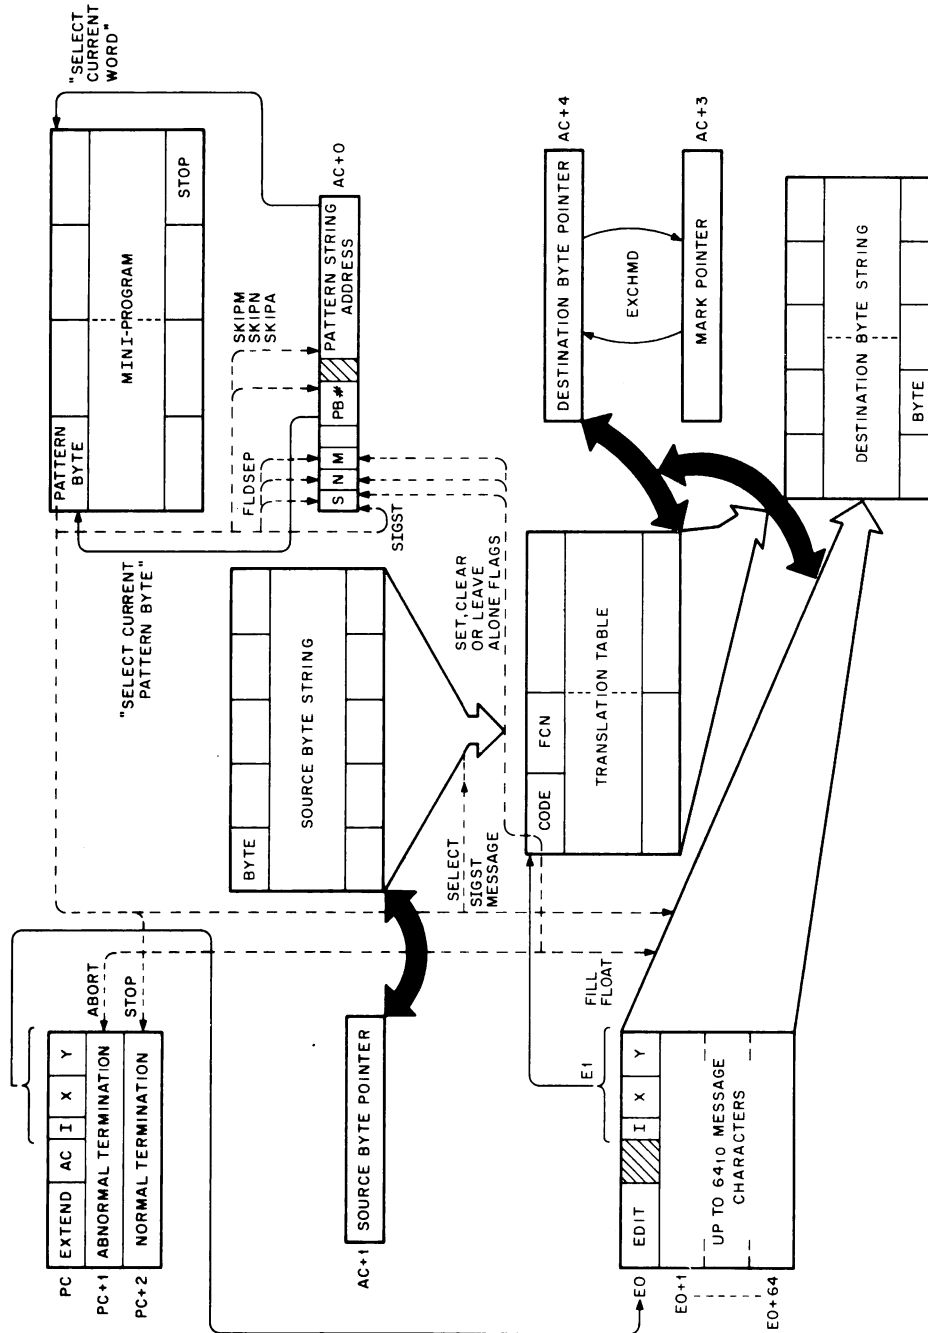 "SELECT
CURRENT
WORD"
PATTERN
BYTE
MINI-PROGRAM
STOP
"SELECT CURRENT
PATTERN BYTE"
FLDSEP
SKIPM
SKIPN
SKIPA
S N M PB# PATTERN STRING
ADDRESS
AC+0
SIGST
PC EXTEND AC I X Y
PC+1 ABNORMAL TERMINATION
PC+2 NORMAL TERMINATION
ABORT
STOP
BYTE
SOURCE BYTE STRING
AC+1 SOURCE BYTE POINTER
SELECT
SIGST
MESSAGE
SET, CLEAR
OR LEAVE
ALONE FLAGS
DESTINATION BYTE POINTER AC+4
EXCHMD
MARK POINTER AC+3
CODE FCN
TRANSLATION TABLE
E1
FILL
FLOAT
E0 EDIT I X Y
E0+1
E0+64
UP TO 64₁₀ MESSAGE
CHARACTERS
DESTINATION BYTE STRING
BYTE